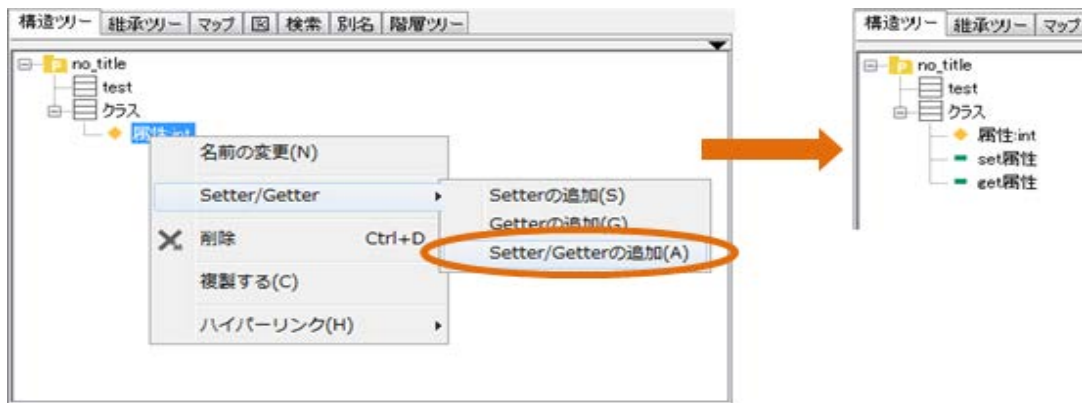 構造ツリー 継承ツリー マップ 図 検索 別名 階層ツリー
no_title
test
クラス
属性:int
名前の変更(N)
Setter/Getter
削除 Ctrl+D
複製する(C)
ハイパーリンク(H)
Setterの追加(S)
Getterの追加(G)
Setter/Getterの追加(A)
構造ツリー 継承ツリー マップ
no_title
test
クラス
属性:int
set属性
get属性